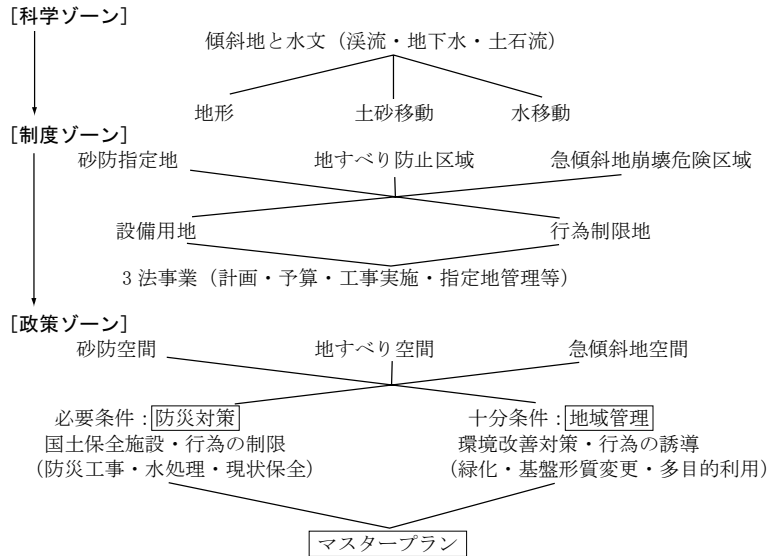 ［科学ゾーン］
傾斜地と水文（渓流・地下水・土石流）
地形 土砂移動 水移動
［制度ゾーン］
砂防指定地 地すべり防止区域 急傾斜地崩壊危険区域
設備用地 行為制限地
3法事業（計画・予算・工事実施・指定地管理等）
［政策ゾーン］
砂防空間 地すべり空間 急傾斜地空間
必要条件：防災対策 十分条件：地域管理
国土保全施設・行為の制限 環境改善対策・行為の誘導
（防災工事・水処理・現状保全） （緑化・基盤形質変更・多目的利用）
マスタープラン